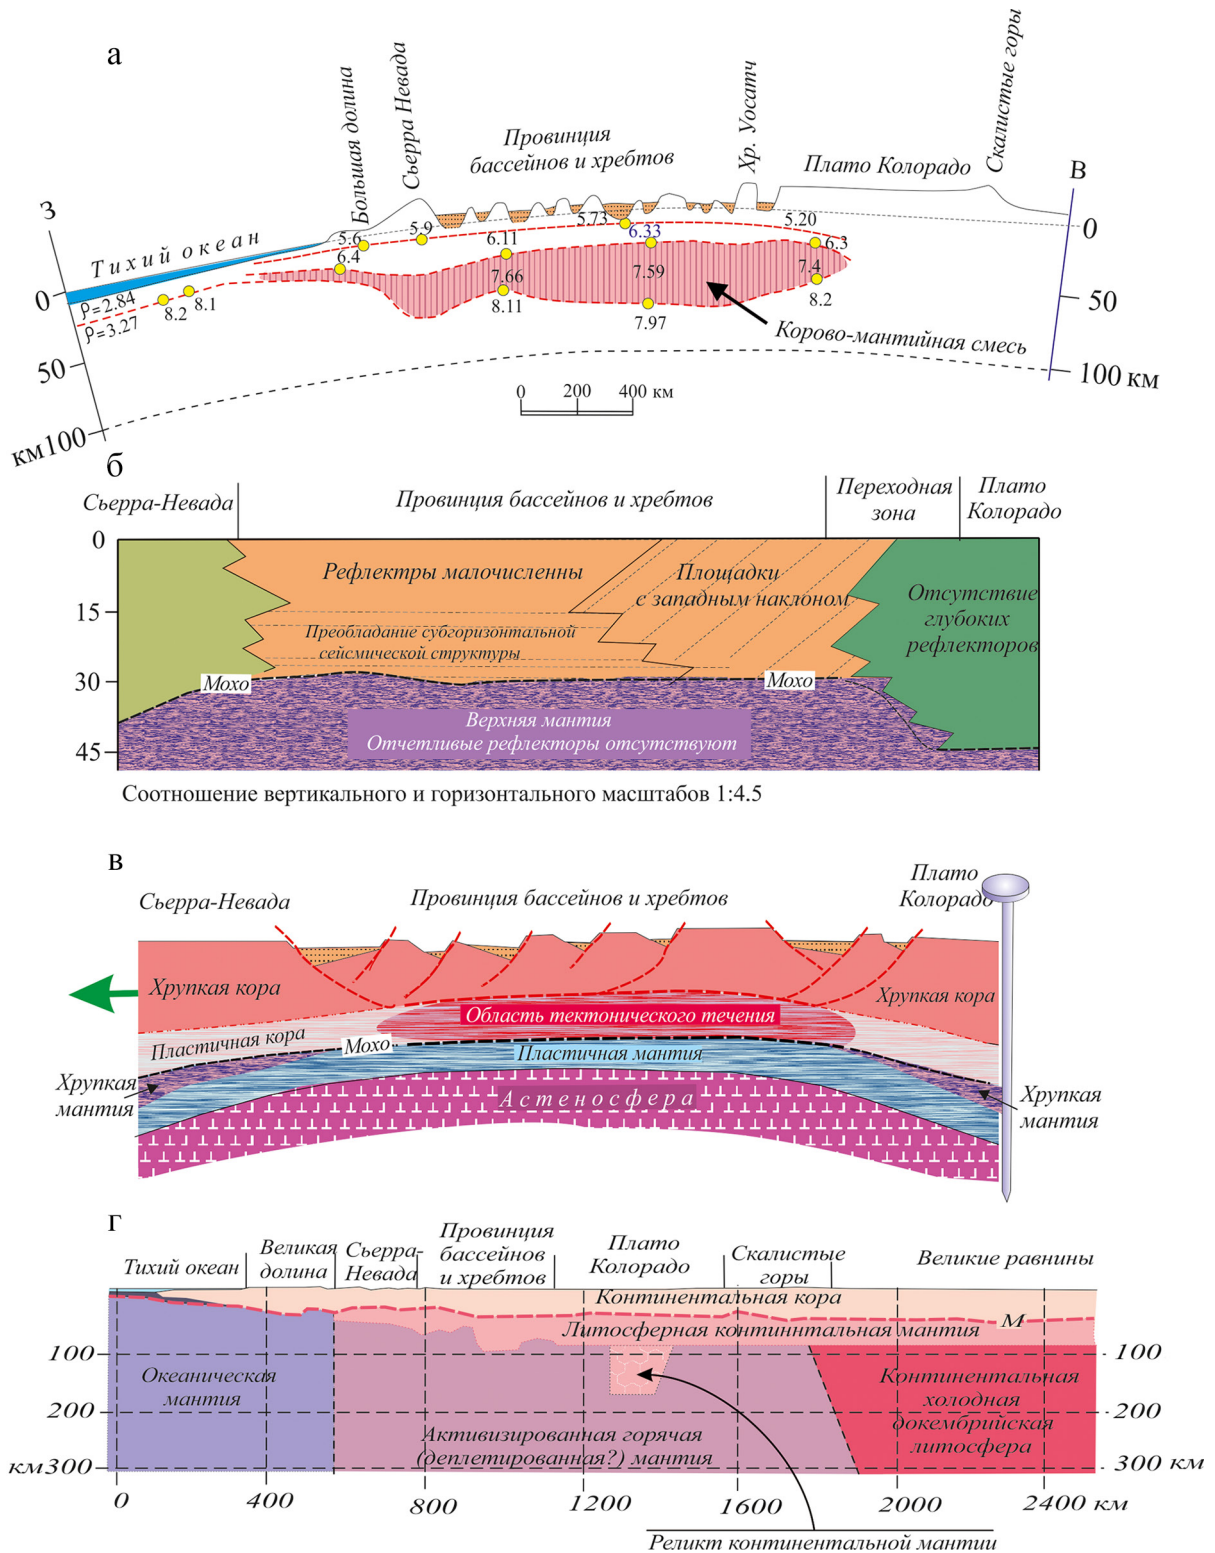 а
Большая долина
Сьерра Невада
Провинция
бассейнов и хребтов
Хр. Уосатч
Плато Колорадо
Скалистые горы
З
В
Тихий океан
0
50
км100
0
50
100 км
ρ=2.84
ρ=3.27
8.2
8.1
5.6
6.4
5.9
6.11
7.66
8.11
5.73
6.33
7.59
7.97
5.20
6.3
7.4
8.2
Корово-мантийная смесь
0 200 400 км
б
Сьерра-Невада
Провинция бассейнов и хребтов
Переходная
зона
Плато
Колорадо
0
15
30
45
Рефлектры малочисленны
Площадки
с западным наклоном
Отсутствие
глубоких
рефлекторов
Преобладание субгоризонтальной
сейсмической структуры
Мохо
Мохо
Верхняя мантия
Отчетливые рефлекторы отсутствуют
Соотношение вертикального и горизонтального масштабов 1:4.5
в
Сьерра-Невада
Провинция бассейнов и хребтов
Плато
Колорадо
Хрупкая кора
Хрупкая кора
Область тектонического течения
Пластичная кора
Мохо
Пластичная мантия
Хрупкая
мантия
Астеносфера
Хрупкая
мантия
г
Тихий океан
Великая
долина
Сьерра-
Невада
Провинция
бассейнов
и хребтов
Плато
Колорадо
Скалистые
горы
Великие равнины
Континентальная кора
М
Литосферная континнтальная мантия
100
200
км300
100
200
300 км
Океаническая
мантия
Активизированная горячая
(деплетированная?) мантия
Континентальная
холодная
докембрийская
литосфера
0 400 800 1200 1600 2000 2400 км
Реликт континентальной мантии